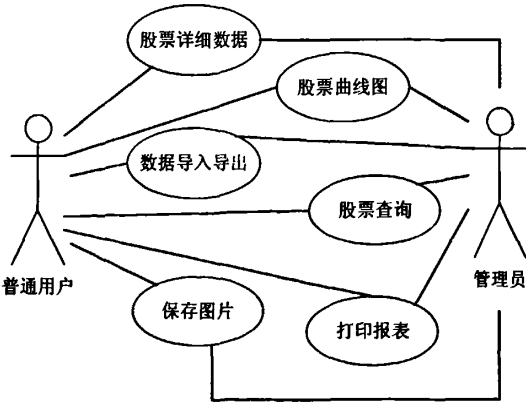 股票详细数据
股票曲线图
数据导入导出
股票查询
普通用户
管理员
保存图片
打印报表